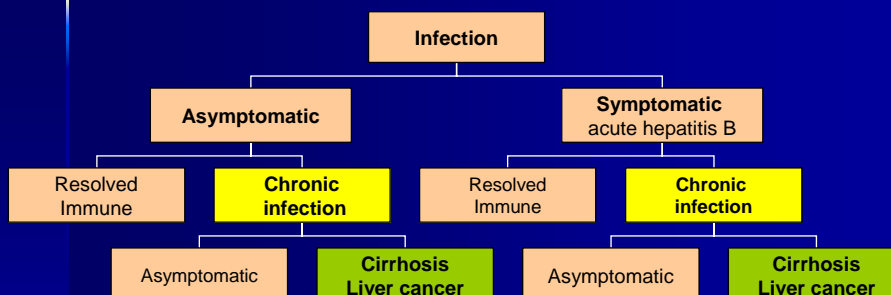 Infection
Asymptomatic
Symptomatic
acute hepatitis B
Resolved
Immune
Chronic
infection
Resolved
Immune
Chronic
infection
Asymptomatic
Cirrhosis
Liver cancer
Asymptomatic
Cirrhosis
Liver cancer